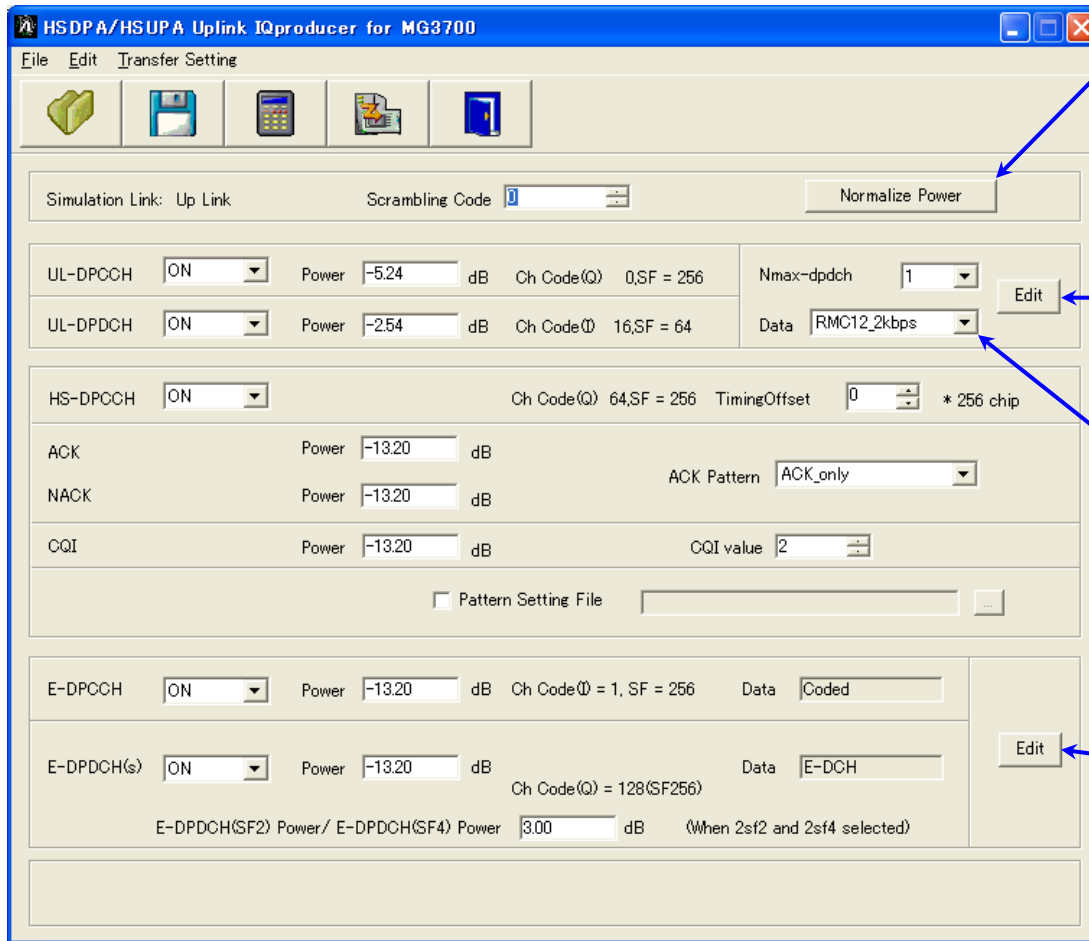 HSDPA/HSUPA Uplink IQproducer for MG3700
File Edit Transfer Setting
Simulation Link: Up Link Scrambling Code 0 Normalize Power
UL-DPCCH ON Power -5.24 dB Ch Code(Q) 0,SF = 256 Nmax-dpdch 1 Edit
UL-DPDCH ON Power -2.54 dB Ch Code(I) 16,SF = 64 Data RMC12_2kbps
HS-DPCCH ON Ch Code(Q) 64,SF = 256 TimingOffset 0 * 256 chip
ACK Power -13.20 dB ACK Pattern ACK_only
NACK Power -13.20 dB
CQI Power -13.20 dB CQI value 2
Pattern Setting File ...
E-DPCCH ON Power -13.20 dB Ch Code(I) = 1, SF = 256 Data Coded
E-DPDCH(s) ON Power -13.20 dB Data E-DCH Edit
Ch Code(Q) = 128(SF256)
E-DPDCH(SF2) Power/ E-DPDCH(SF4) Power 3.00 dB (When 2sf2 and 2sf4 selected)